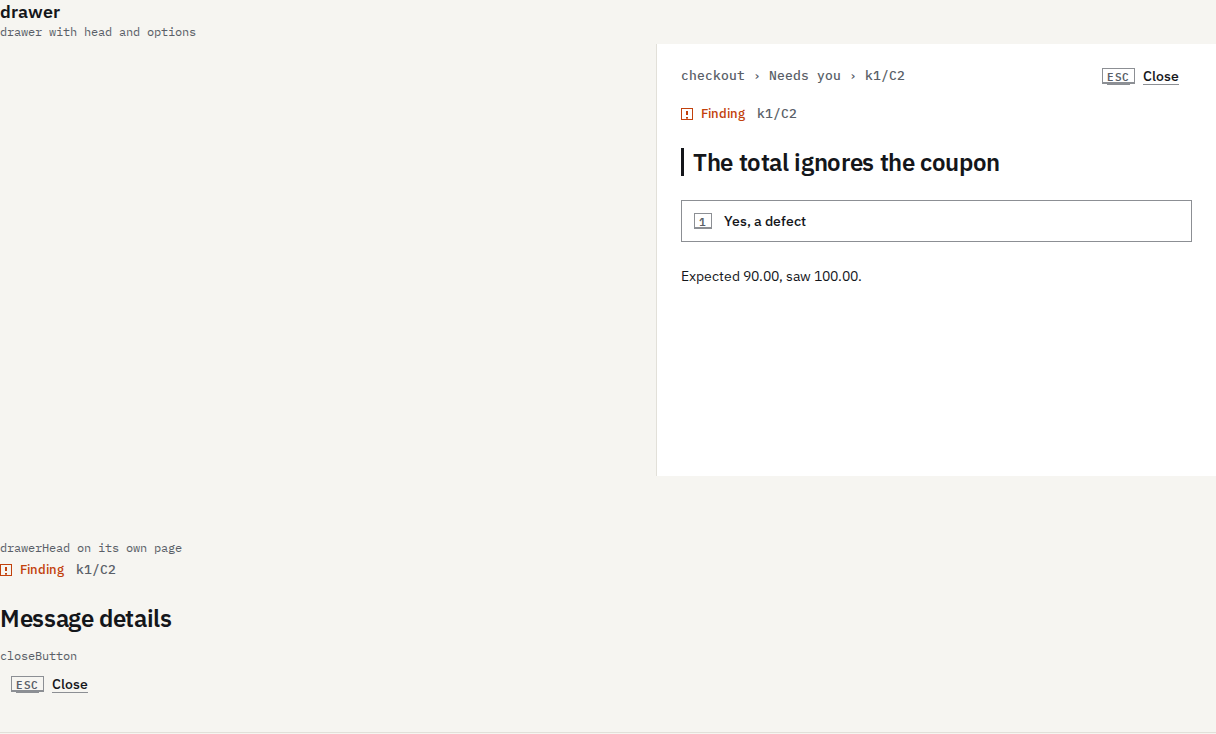 drawer
drawer with head and options
checkout › Needs you › k1/C2 ESC Close
Finding k1/C2
The total ignores the coupon
1 Yes, a defect
Expected 90.00, saw 100.00.
drawerHead on its own page
Finding k1/C2
Message details
closeButton
ESC Close